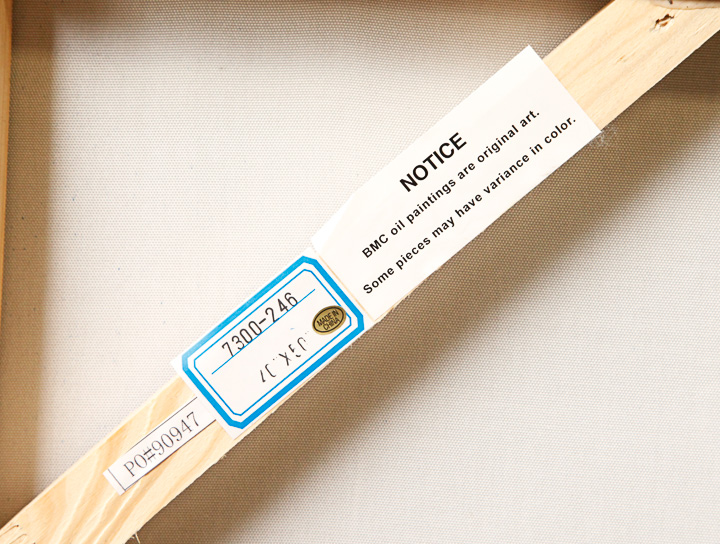 NOTICE
BMC oil paintings are original art.
Some pieces may have variance in color.
7300-246
MADE IN
CHINA
PO#90947